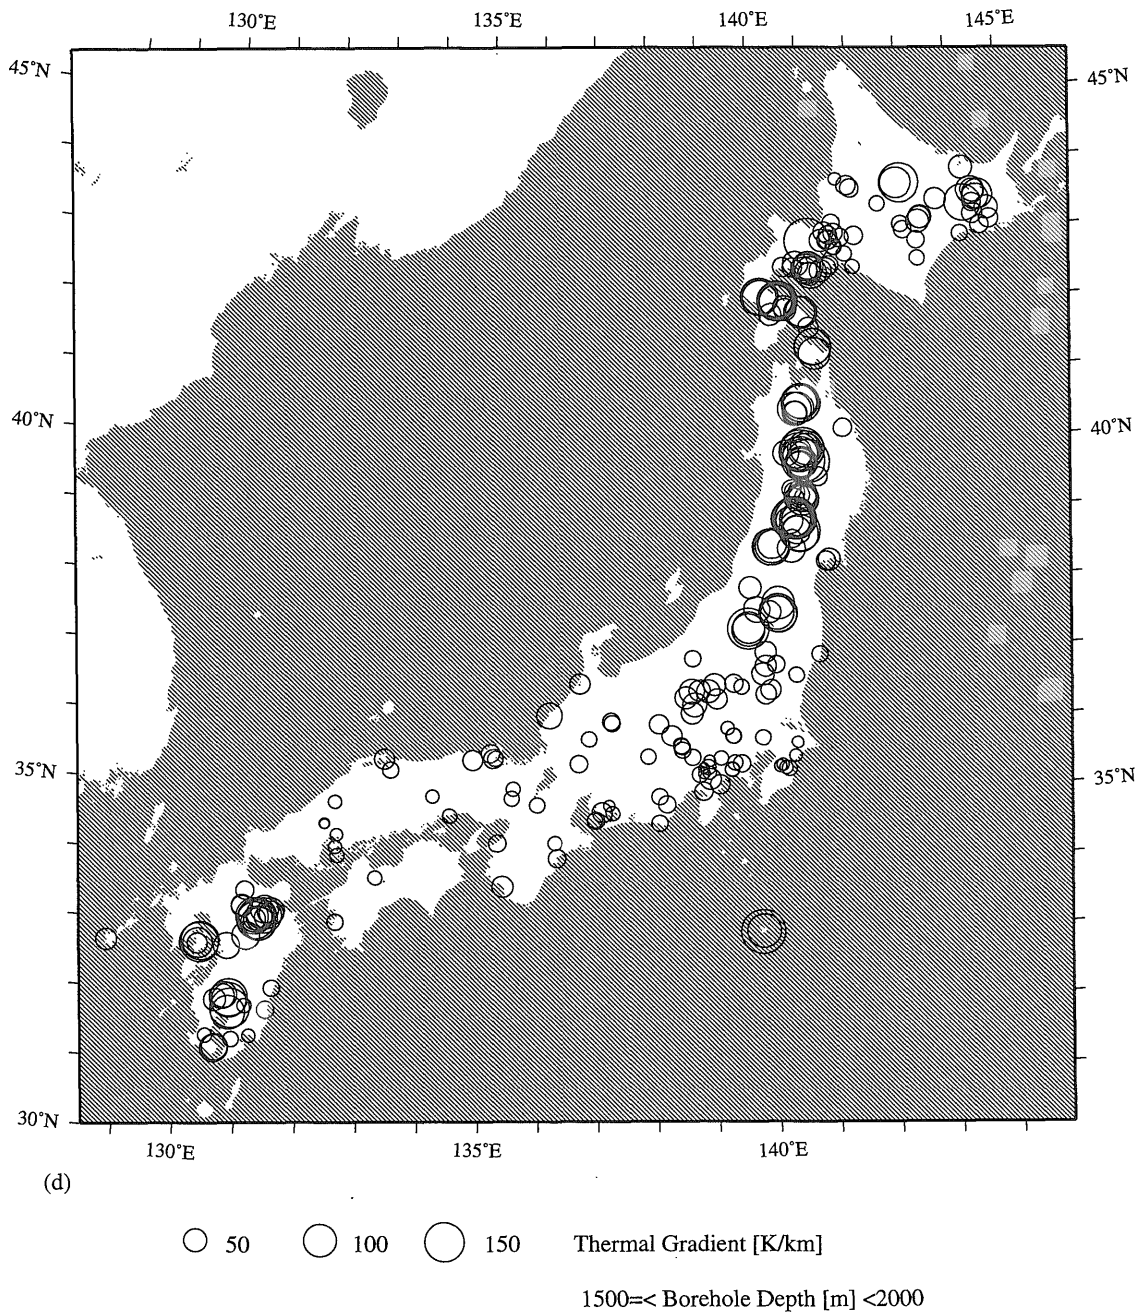 130°E 135°E 140°E 145°E
45°N 45°N
40°N 40°N
35°N 35°N
30°N
130°E 135°E 140°E
(d)
50 100 150 Thermal Gradient [K/km]
1500=< Borehole Depth [m] <2000